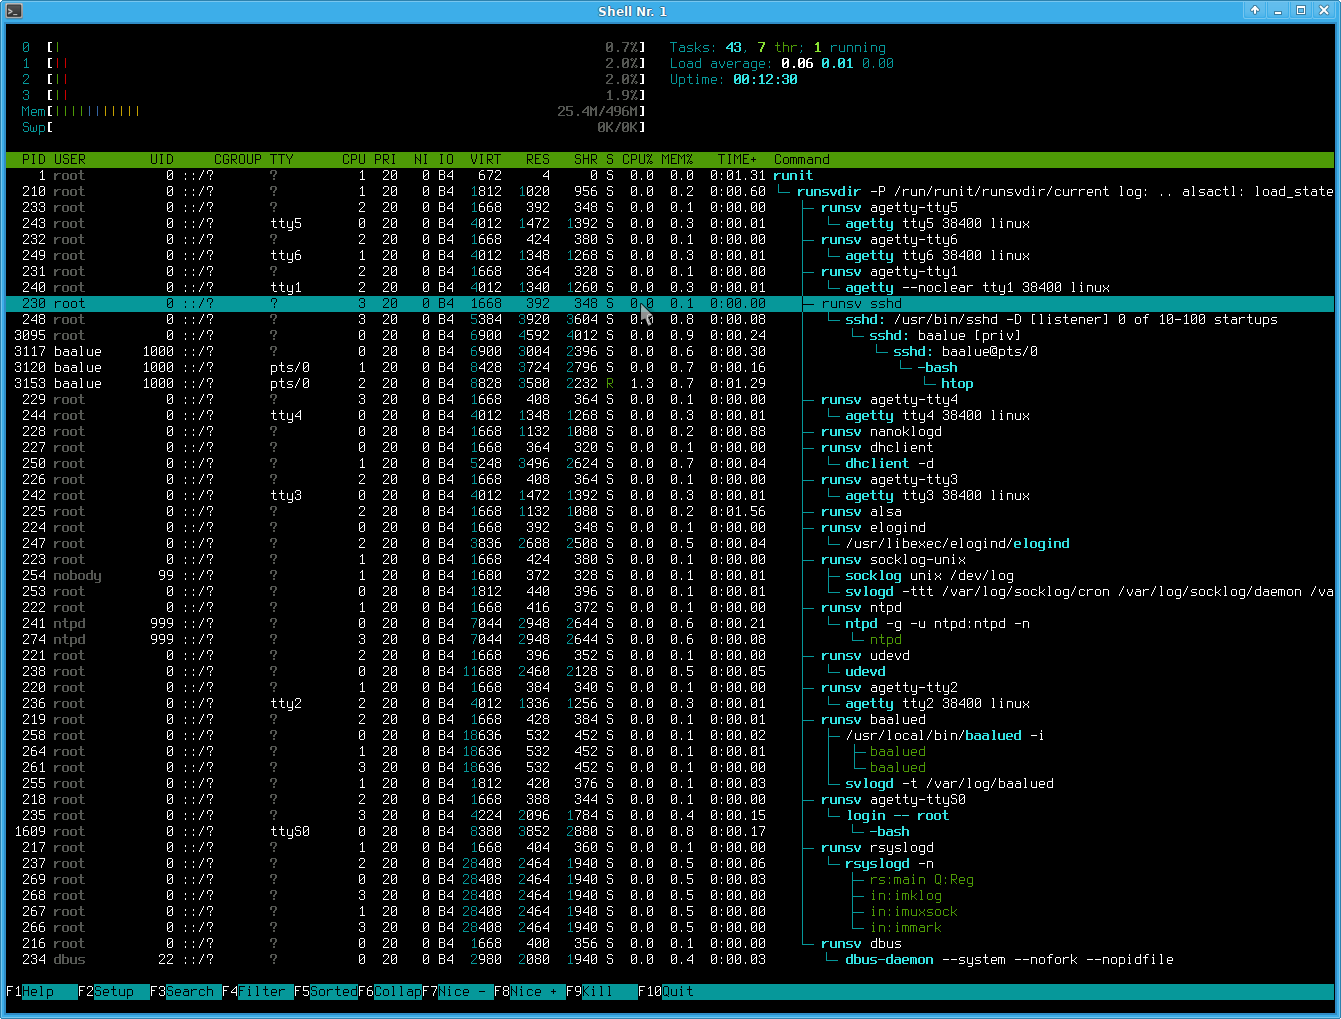 Shell Nr. 1
0 [| 0.7%] Tasks: 43, 7 thr; 1 running
1 [|| 2.0%] Load average: 0.06 0.01 0.00
2 [|| 2.0%] Uptime: 00:12:30
3 [|| 1.9%]
Mem[||||||||||| 25.4M/496M]
Swp[ 0K/0K]
PID USER UID CGROUP TTY CPU PRI NI IO VIRT RES SHR S CPU% MEM% TIME+ Command
1 root 0 ::/? ? 1 20 0 B4 672 4 0 S 0.0 0.0 0:01.31 runit
210 root 0 ::/? ? 1 20 0 B4 1812 1020 956 S 0.0 0.2 0:00.60 └─ runsvdir -P /run/runit/runsvdir/current log: .. alsactl: load_state
233 root 0 ::/? ? 2 20 0 B4 1668 392 348 S 0.0 0.1 0:00.00 ├─ runsv agetty-tty5
243 root 0 ::/? tty5 0 20 0 B4 4012 1472 1392 S 0.0 0.3 0:00.01 │ └─ agetty tty5 38400 linux
232 root 0 ::/? ? 2 20 0 B4 1668 424 380 S 0.0 0.1 0:00.00 ├─ runsv agetty-tty6
249 root 0 ::/? tty6 1 20 0 B4 4012 1348 1268 S 0.0 0.3 0:00.01 │ └─ agetty tty6 38400 linux
231 root 0 ::/? ? 2 20 0 B4 1668 364 320 S 0.0 0.1 0:00.01 ├─ runsv agetty-tty1
240 root 0 ::/? tty1 2 20 0 B4 4012 1340 1260 S 0.0 0.3 0:00.01 │ └─ agetty --noclear tty1 38400 linux
230 root 0 ::/? ? 3 20 0 B4 1668 392 348 S 0.0 0.1 0:00.00 ├─ runsv sshd
248 root 0 ::/? ? 3 20 0 B4 5384 3920 3604 S 0.0 0.8 0:00.08 │ └─ sshd: /usr/bin/sshd -D [listener] 0 of 10-100 startups
3095 root 0 ::/? ? 0 20 0 B4 6900 4592 4012 S 0.0 0.9 0:00.24 │ └─ sshd: baalue [priv]
3117 baalue 1000 ::/? ? 0 20 0 B4 6900 3004 2396 S 0.0 0.6 0:00.30 │ └─ sshd: baalue@pts/0
3120 baalue 1000 ::/? pts/0 1 20 0 B4 8428 3724 2796 S 0.0 0.7 0:00.16 │ └─ -bash
3153 baalue 1000 ::/? pts/0 2 20 0 B4 8828 3580 2232 R 1.3 0.7 0:01.29 │ └─ htop
229 root 0 ::/? ? 3 20 0 B4 1668 408 364 S 0.0 0.1 0:00.00 ├─ runsv agetty-tty4
244 root 0 ::/? tty4 0 20 0 B4 4012 1348 1268 S 0.0 0.3 0:00.01 │ └─ agetty tty4 38400 linux
228 root 0 ::/? ? 0 20 0 B4 1668 1132 1080 S 0.0 0.2 0:00.88 ├─ runsv nanoklogd
227 root 0 ::/? ? 0 20 0 B4 1668 364 320 S 0.0 0.1 0:00.00 ├─ runsv dhclient
250 root 0 ::/? ? 1 20 0 B4 5248 3496 2624 S 0.0 0.7 0:00.04 │ └─ dhclient -d
226 root 0 ::/? ? 2 20 0 B4 1668 408 364 S 0.0 0.1 0:00.00 ├─ runsv agetty-tty3
242 root 0 ::/? tty3 0 20 0 B4 4012 1472 1392 S 0.0 0.3 0:00.01 │ └─ agetty tty3 38400 linux
225 root 0 ::/? ? 2 20 0 B4 1668 1132 1080 S 0.0 0.2 0:01.56 ├─ runsv alsa
224 root 0 ::/? ? 0 20 0 B4 1668 392 348 S 0.0 0.1 0:00.00 ├─ runsv elogind
247 root 0 ::/? ? 2 20 0 B4 3836 2688 2508 S 0.0 0.5 0:00.04 │ └─ /usr/libexec/elogind/elogind
223 root 0 ::/? ? 1 20 0 B4 1668 424 380 S 0.0 0.1 0:00.00 ├─ runsv socklog-unix
254 nobody 99 ::/? ? 1 20 0 B4 1680 372 328 S 0.0 0.1 0:00.01 │ ├─ socklog unix /dev/log
253 root 0 ::/? ? 0 20 0 B4 1812 440 396 S 0.0 0.1 0:00.01 │ └─ svlogd -ttt /var/log/socklog/cron /var/log/socklog/daemon /va
222 root 0 ::/? ? 1 20 0 B4 1668 416 372 S 0.0 0.1 0:00.00 ├─ runsv ntpd
241 ntpd 999 ::/? ? 0 20 0 B4 7044 2948 2644 S 0.0 0.6 0:00.21 │ └─ ntpd -g -u ntpd:ntpd -n
274 ntpd 999 ::/? ? 3 20 0 B4 7044 2948 2644 S 0.0 0.6 0:00.08 │ └─ ntpd
221 root 0 ::/? ? 2 20 0 B4 1668 396 352 S 0.0 0.1 0:00.00 ├─ runsv udevd
238 root 0 ::/? ? 0 20 0 B4 11688 2460 2128 S 0.0 0.5 0:00.05 │ └─ udevd
220 root 0 ::/? ? 1 20 0 B4 1668 384 340 S 0.0 0.1 0:00.00 ├─ runsv agetty-tty2
236 root 0 ::/? tty2 2 20 0 B4 4012 1336 1256 S 0.0 0.3 0:00.01 │ └─ agetty tty2 38400 linux
219 root 0 ::/? ? 2 20 0 B4 1668 428 384 S 0.0 0.1 0:00.01 ├─ runsv baalued
258 root 0 ::/? ? 0 20 0 B4 18636 532 452 S 0.0 0.1 0:00.02 │ ├─ /usr/local/bin/baalued -i
264 root 0 ::/? ? 1 20 0 B4 18636 532 452 S 0.0 0.1 0:00.01 │ │ ├─ baalued
261 root 0 ::/? ? 3 20 0 B4 18636 532 452 S 0.0 0.1 0:00.00 │ │ └─ baalued
255 root 0 ::/? ? 1 20 0 B4 1812 420 376 S 0.0 0.1 0:00.03 │ └─ svlogd -t /var/log/baalued
218 root 0 ::/? ? 2 20 0 B4 1668 388 344 S 0.0 0.1 0:00.01 ├─ runsv agetty-ttyS0
235 root 0 ::/? ? 3 20 0 B4 4224 2096 1784 S 0.0 0.4 0:00.15 │ └─ login -- root
1609 root 0 ::/? ttyS0 0 20 0 B4 8380 3852 2880 S 0.0 0.8 0:00.17 │ └─ -bash
217 root 0 ::/? ? 1 20 0 B4 1668 404 360 S 0.0 0.1 0:00.00 ├─ runsv rsyslogd
237 root 0 ::/? ? 2 20 0 B4 28408 2464 1940 S 0.0 0.5 0:00.06 │ └─ rsyslogd -n
269 root 0 ::/? ? 0 20 0 B4 28408 2464 1940 S 0.0 0.5 0:00.03 │ ├─ rs:main Q:Reg
268 root 0 ::/? ? 3 20 0 B4 28408 2464 1940 S 0.0 0.5 0:00.00 │ ├─ in:imklog
267 root 0 ::/? ? 1 20 0 B4 28408 2464 1940 S 0.0 0.5 0:00.01 │ ├─ in:imuxsock
266 root 0 ::/? ? 3 20 0 B4 28408 2464 1940 S 0.0 0.5 0:00.00 │ └─ in:immark
216 root 0 ::/? ? 1 20 0 B4 1668 400 356 S 0.0 0.1 0:00.00 └─ runsv dbus
234 dbus 22 ::/? ? 0 20 0 B4 2980 2080 1940 S 0.0 0.4 0:00.03 └─ dbus-daemon --system --nofork --nopidfile
F1Help F2Setup F3Search F4Filter F5Sorted F6Collap F7Nice - F8Nice + F9Kill F10Quit